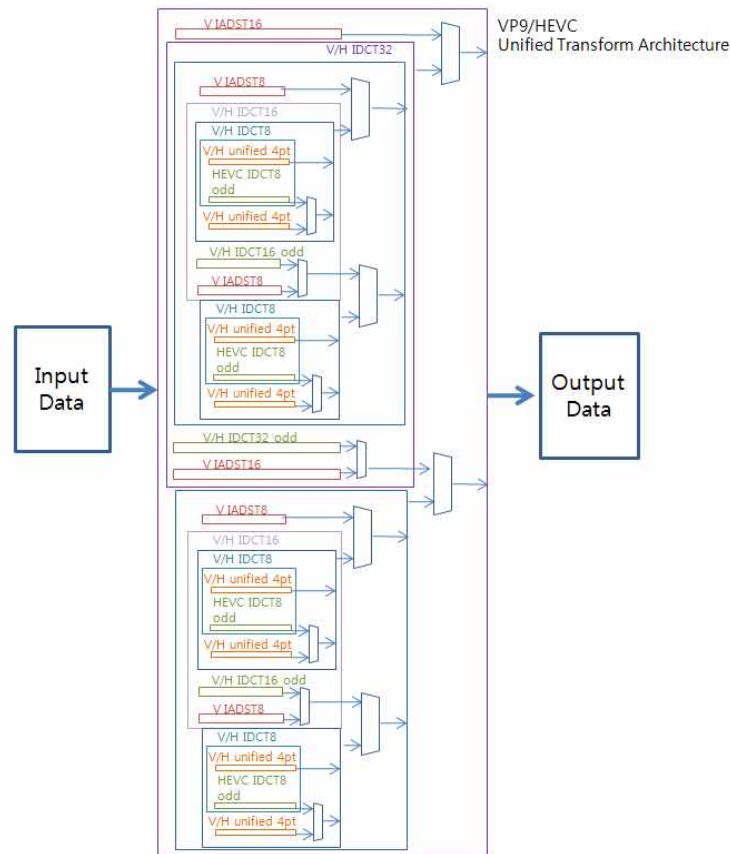 V IADST16
VP9/HEVC
Unified Transform Architecture
V/H IDCT32
V IADST8
V/H IDCT16
V/H IDCT8
V/H unified 4pt
HEVC IDCT8
odd
V/H unified 4pt
V/H IDCT16 odd
V IADST8
V/H IDCT8
V/H unified 4pt
HEVC IDCT8
odd
V/H unified 4pt
Input
Data
Output
Data
V/H IDCT32 odd
V IADST16
V IADST8
V/H IDCT16
V/H IDCT8
V/H unified 4pt
HEVC IDCT8
odd
V/H unified 4pt
V/H IDCT16 odd
V IADST8
V/H IDCT8
V/H unified 4pt
HEVC IDCT8
odd
V/H unified 4pt